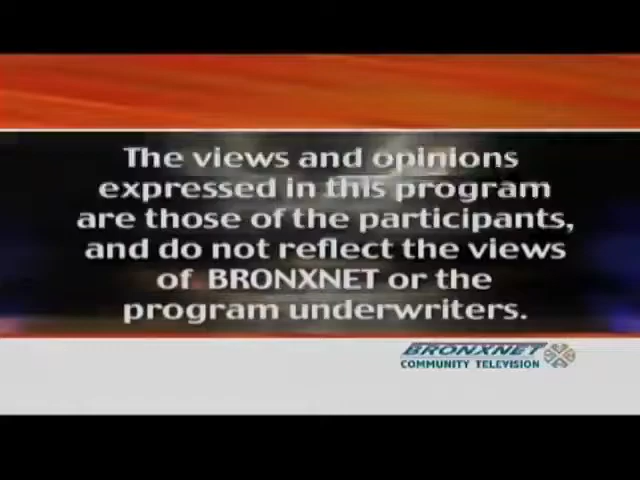 The views and opinions
expressed in this program
are those of the participants,
and do not reflect the views
of BRONXNET or the
program underwriters.
BRONXNET
COMMUNITY TELEVISION